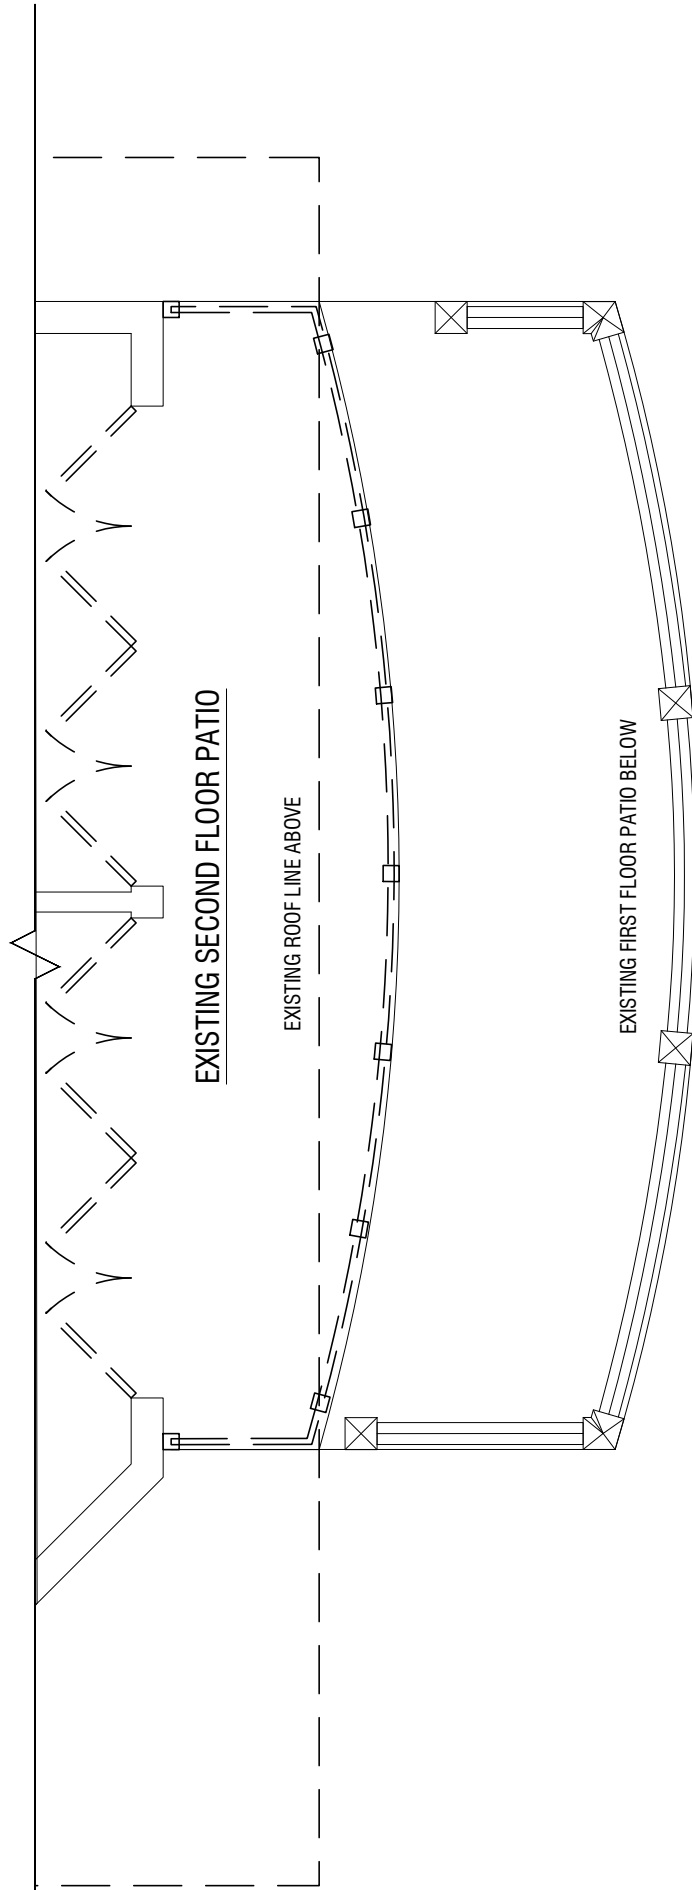 EXISTING SECOND FLOOR PATIO
EXISTING ROOF LINE ABOVE
EXISTING FIRST FLOOR PATIO BELOW